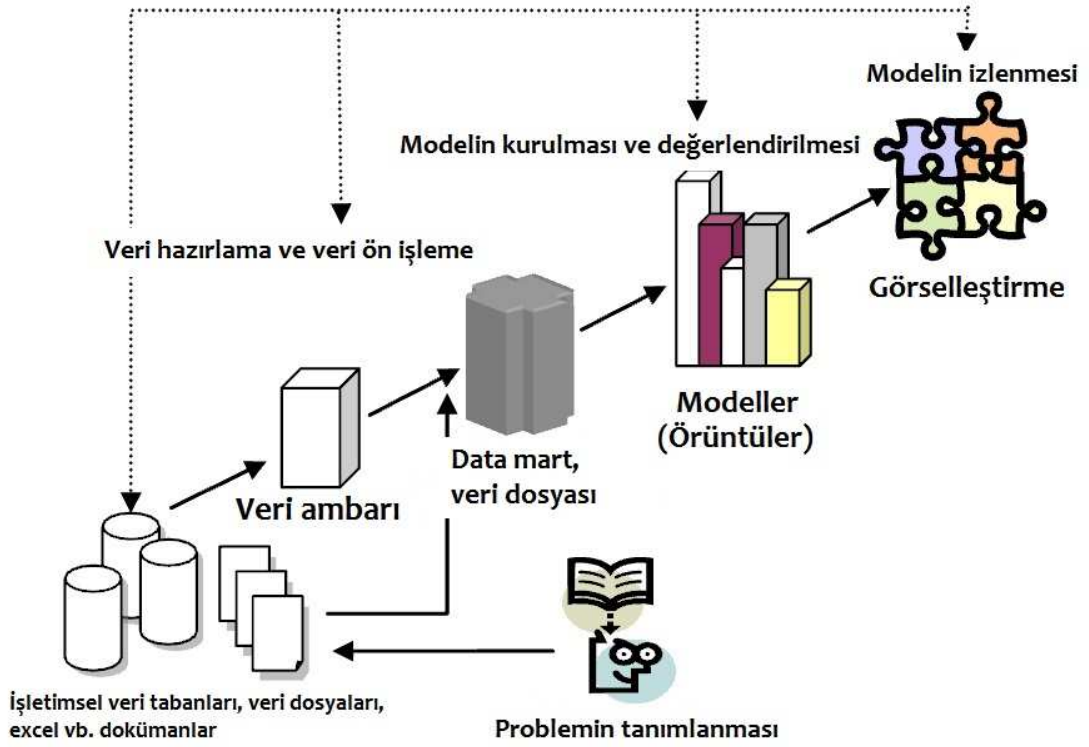 Modelin izlenmesi
Modelin kurulması ve değerlendirilmesi
Veri hazırlama ve veri ön işleme
Görselleştirme
Modeller
(Örüntüler)
Data mart,
veri dosyası
Veri ambarı
İşletimsel veri tabanları, veri dosyaları,
excel vb. dokümanlar
Problemin tanımlanması